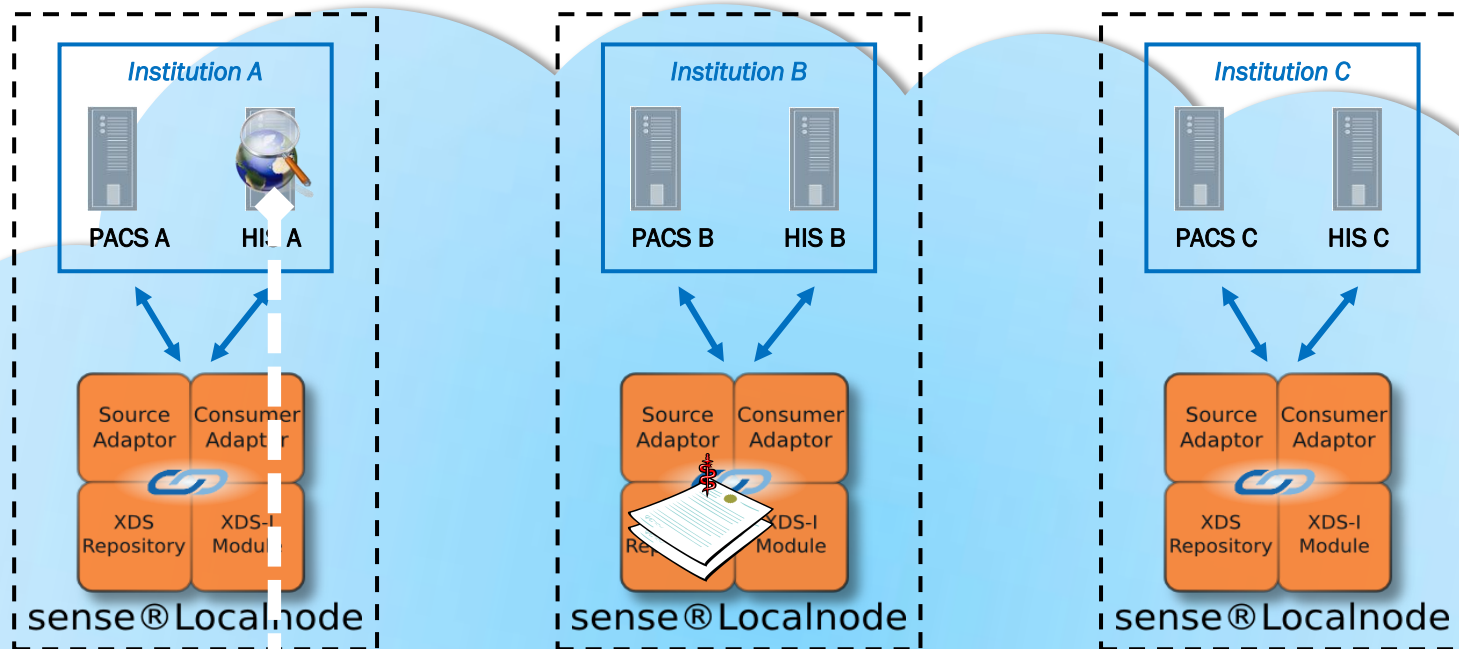 Institution A
PACS A
HIS A
Source
Adaptor
Consumer
Adaptor
XDS
Repository
XDS-I
Module
sense®Localnode
Institution B
PACS B
HIS B
Source
Adaptor
Consumer
Adaptor
XDS-I
Module
sense®Localnode
Institution C
PACS C
HIS C
Source
Adaptor
Consumer
Adaptor
XDS
Repository
XDS-I
Module
sense®Localnode